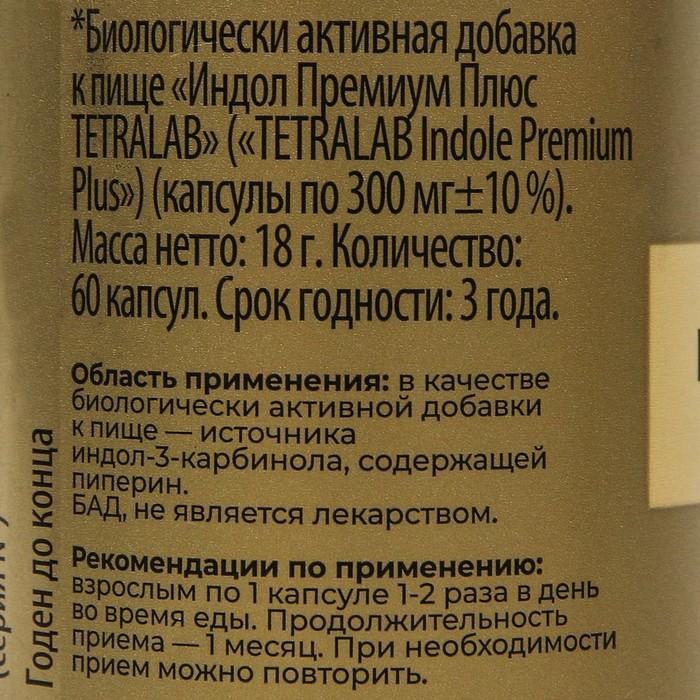 *Биологически активная добавка
к пище «Индол Премиум Плюс
TETRALAB» («TETRALAB Indole Premium
Plus») (капсулы по 300 мг±10 %).
Масса нетто: 18 г. Количество:
60 капсул. Срок годности: 3 года.
Область применения: в качестве
биологически активной добавки
к пище — источника
индол-3-карбинола, содержащей
пиперин.
БАД, не является лекарством.
Рекомендации по применению:
взрослым по 1 капсуле 1-2 раза в день
во время еды. Продолжительность
приема — 1 месяц. При необходимости
прием можно повторить.
Годен до конца